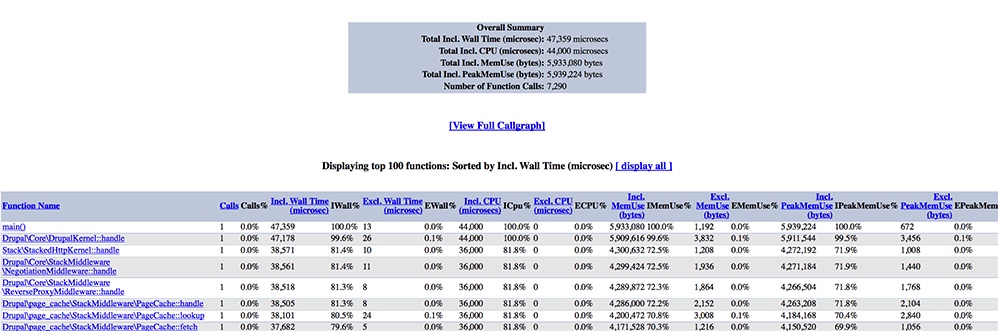 Overall Summary
Total Incl. Wall Time (microsec): 47,359 microsecs
Total Incl. CPU (microsecs): 44,000 microsecs
Total Incl. MemUse (bytes): 5,933,080 bytes
Total Incl. PeakMemUse (bytes): 5,939,224 bytes
Number of Function Calls: 7,290
[View Full Callgraph]
Displaying top 100 functions: Sorted by Incl. Wall Time (microsec) [ display all ]
Function Name Calls Calls% Incl. Wall Time (microsec) IWall% Excl. Wall Time (microsec) EWall% Incl. CPU (microsecs) ICpu% Excl. CPU (microsec) ECPU% Incl. MemUse (bytes) IMemUse% Excl. MemUse (bytes) EMemUse% Incl. PeakMemUse (bytes) IPeakMemUse% Excl. PeakMemUse (bytes) EPeakMem
main() 1 0.0% 47,359 100.0% 13 0.0% 44,000 100.0% 0 0.0% 5,933,080 100.0% 1,192 0.0% 5,939,224 100.0% 672 0.0%
Drupal\Core\DrupalKernel::handle 1 0.0% 47,178 99.6% 26 0.1% 44,000 100.0% 0 0.0% 5,909,616 99.6% 3,832 0.1% 5,911,544 99.5% 3,456 0.1%
Stack\StackedHttpKernel::handle 1 0.0% 38,571 81.4% 10 0.0% 36,000 81.8% 0 0.0% 4,300,632 72.5% 1,208 0.0% 4,272,192 71.9% 1,008 0.0%
Drupal\Core\StackMiddleware
\NegotiationMiddleware::handle 1 0.0% 38,561 81.4% 11 0.0% 36,000 81.8% 0 0.0% 4,299,424 72.5% 1,936 0.0% 4,271,184 71.9% 1,440 0.0%
Drupal\Core\StackMiddleware
\ReverseProxyMiddleware::handle 1 0.0% 38,518 81.3% 8 0.0% 36,000 81.8% 0 0.0% 4,289,872 72.3% 1,864 0.0% 4,266,504 71.8% 1,768 0.0%
Drupal\page_cache\StackMiddleware\PageCache::handle 1 0.0% 38,505 81.3% 8 0.0% 36,000 81.8% 0 0.0% 4,286,000 72.2% 2,152 0.0% 4,263,208 71.8% 2,104 0.0%
Drupal\page_cache\StackMiddleware\PageCache::lookup 1 0.0% 38,101 80.5% 24 0.1% 36,000 81.8% 0 0.0% 4,200,472 70.8% 3,008 0.1% 4,184,168 70.4% 2,840 0.0%
Drupal\page_cache\StackMiddleware\PageCache::fetch 1 0.0% 37,682 79.6% 5 0.0% 36,000 81.8% 0 0.0% 4,171,528 70.3% 1,216 0.0% 4,150,520 69.9% 1,056 0.0%